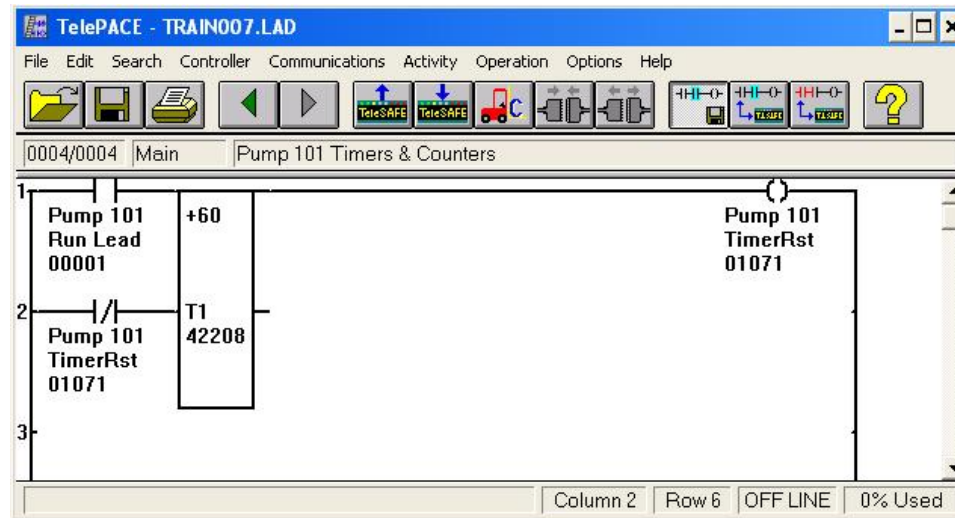 TelePACE - TRAIN007.LAD
File Edit Search Controller Communications Activity Operation Options Help
TeleSAFE TeleSAFE C TLSAFE TLSAFE ?
0004/0004 Main Pump 101 Timers & Counters
1
Pump 101
Run Lead
00001
+60
Pump 101
TimerRst
01071
2
Pump 101
TimerRst
01071
T1
42208
3
Column 2 Row 6 OFF LINE 0% Used